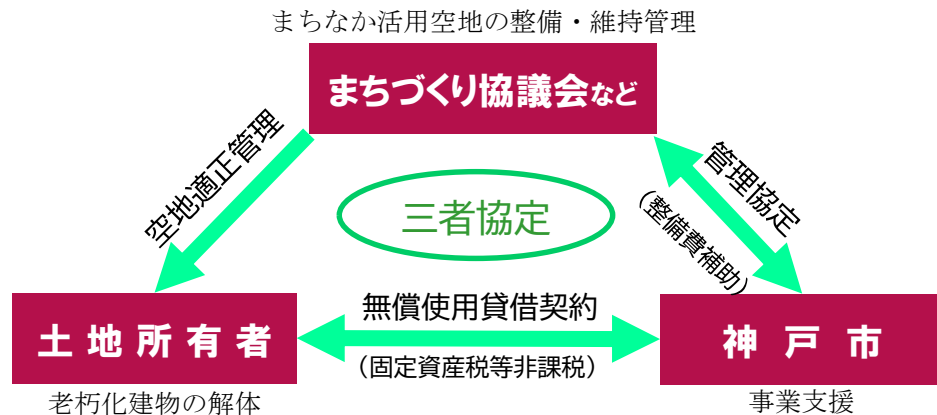 まちなか活用空地の整備・維持管理
まちづくり協議会など
空地適正管理
管理協定
（整備費補助）
三者協定
無償使用貸借契約
（固定資産税等非課税）
土地所有者
神戸市
老朽化建物の解体
事業支援